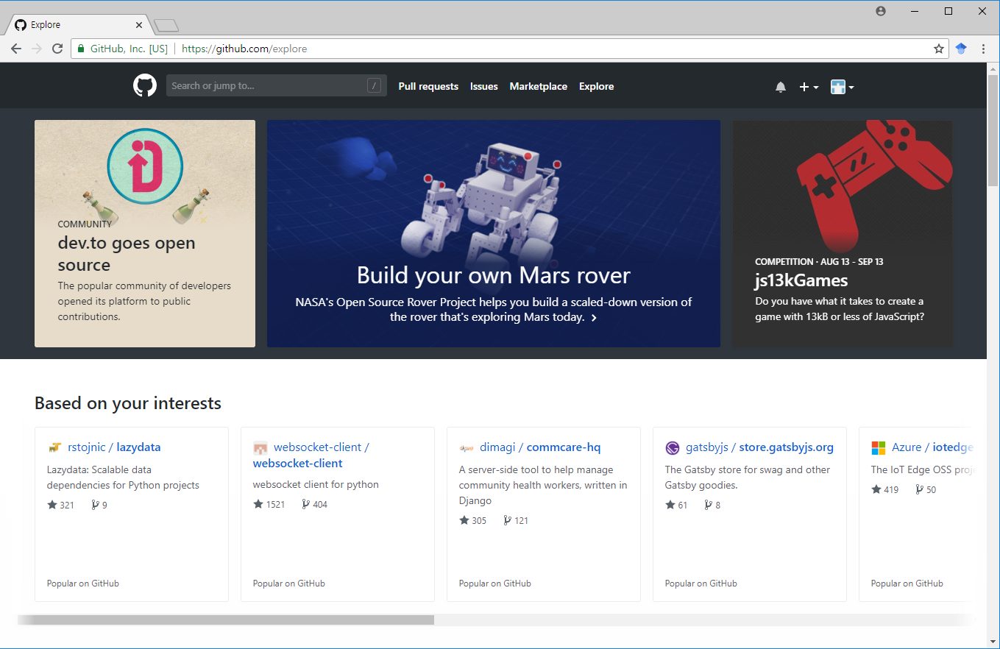 Explore
GitHub, Inc. [US] | https://github.com/explore
Search or jump to... /
Pull requests Issues Marketplace Explore
COMMUNITY
dev.to goes open
source
The popular community of developers
opened its platform to public
contributions.
Build your own Mars rover
NASA's Open Source Rover Project helps you build a scaled-down version of
the rover that's exploring Mars today.
COMPETITION · AUG 13 - SEP 13
js13kGames
Do you have what it takes to create a
game with 13kB or less of JavaScript?
Based on your interests
rstojnic / lazydata
Lazydata: Scalable data
dependencies for Python projects
321 9
Popular on GitHub
websocket-client /
websocket-client
websocket client for python
1521 404
Popular on GitHub
dimagi / commcare-hq
A server-side tool to help manage
community health workers, written in
Django
305 121
Popular on GitHub
gatsbyjs / store.gatsbyjs.org
The Gatsby store for swag and other
Gatsby goodies.
61 8
Popular on GitHub
Azure / iotedge
The IoT Edge OSS proje
419 50
Popular on GitHub